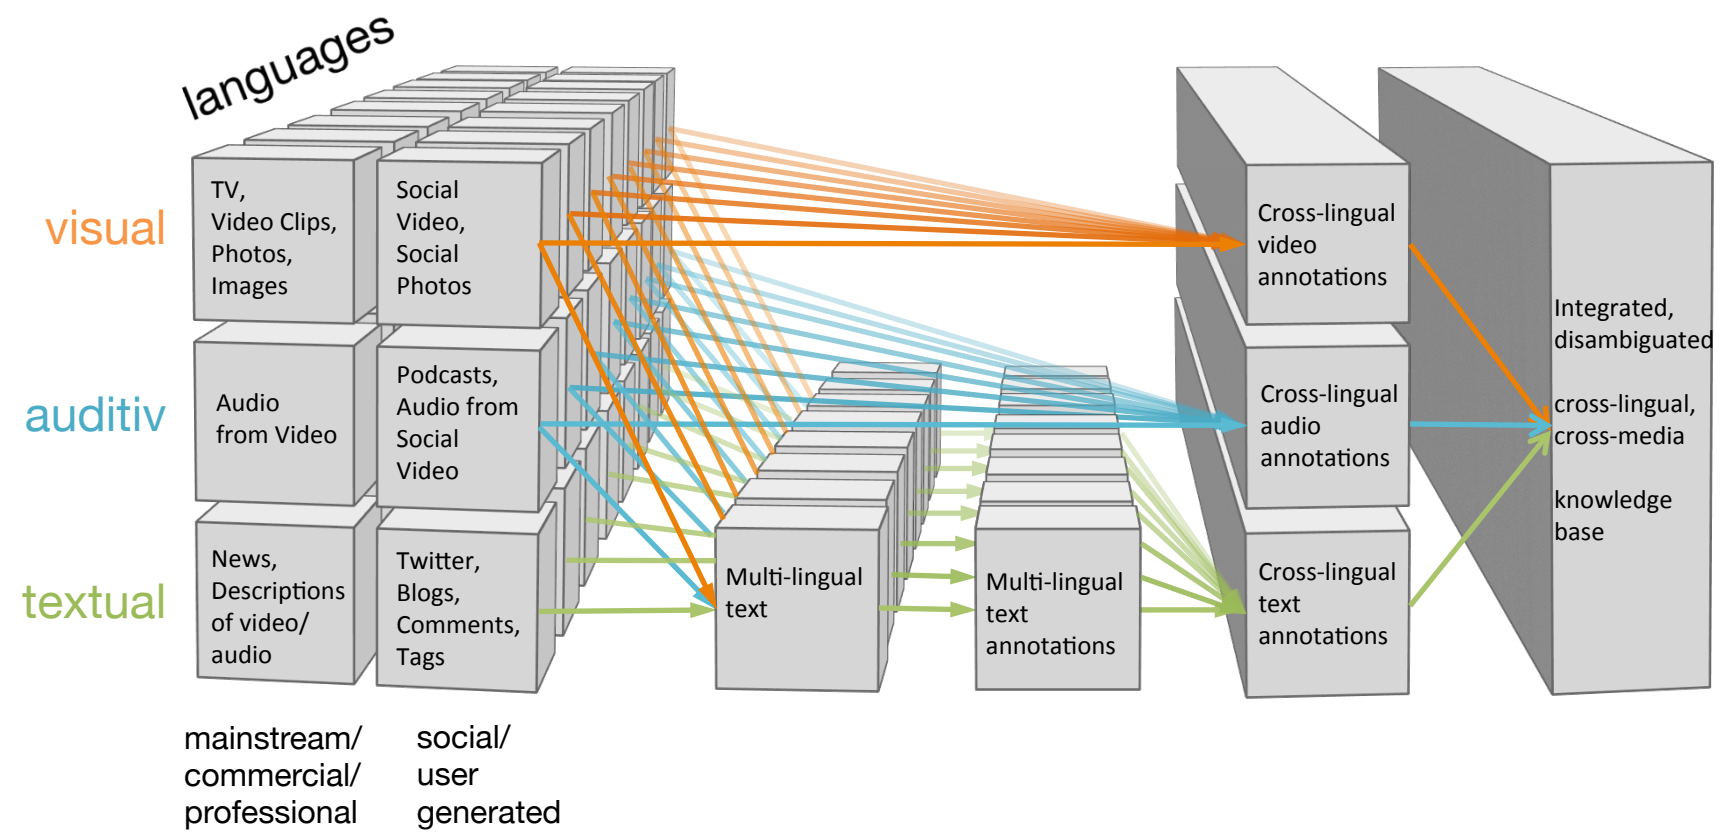 languages
visual
TV,
Video Clips,
Photos,
Images
Social
Video,
Social
Photos
Cross-lingual
video
annotations
auditiv
Audio
from Video
Podcasts,
Audio from
Social
Video
Cross-lingual
audio
annotations
Integrated,
disambiguated
cross-lingual,
cross-media
knowledge
base
textual
News,
Descriptions
of video/
audio
Twitter,
Blogs,
Comments,
Tags
Multi-lingual
text
Multi-lingual
text
annotations
Cross-lingual
text
annotations
mainstream/
commercial/
professional
social/
user
generated